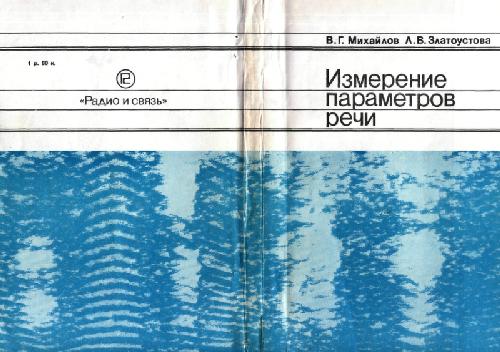 В. Г. Михайлов Л. В. Златоустова
Измерение
параметров
речи
«Радио и связь»